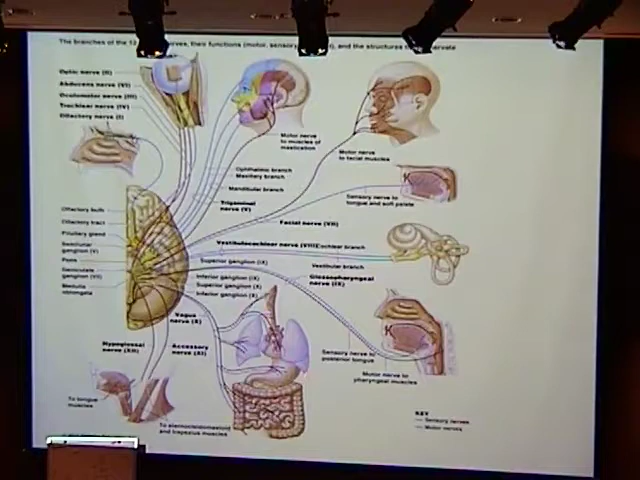 The branches of the 12 nerves, their functions (motor, sensory, and the structures
Optic nerve (II)
Abducens nerve (VI)
Oculomotor nerve (III)
Trochlear nerve (IV)
Olfactory nerve (I)
Motor nerve
to muscles of
mastication
Motor nerve
to facial muscles
Ophthalmic branch
Maxillary branch
Mandibular branch
Trigeminal
nerve (V)
Sensory nerve to
tongue and soft palate
Facial nerve (VII)
Olfactory bulb
Olfactory tract
Pituitary gland
Semilunar
ganglion (V)
Pons
Geniculate
ganglion (VII)
Medulla
oblongata
Vestibulocochlear nerve (VIII)
Cochlear branch
Vestibular branch
Superior ganglion (IX)
Inferior ganglion (IX)
Superior ganglion (X)
Inferior ganglion (X)
Glossopharyngeal
nerve (IX)
Vagus
nerve (X)
Hypoglossal
nerve (XII)
Accessory
nerve (XI)
Sensory nerve to
posterior tongue
Motor nerve to
pharyngeal muscles
To tongue
muscles
To sternocleidomastoid
and trapezius muscles
KEY
Sensory nerves
Motor nerves